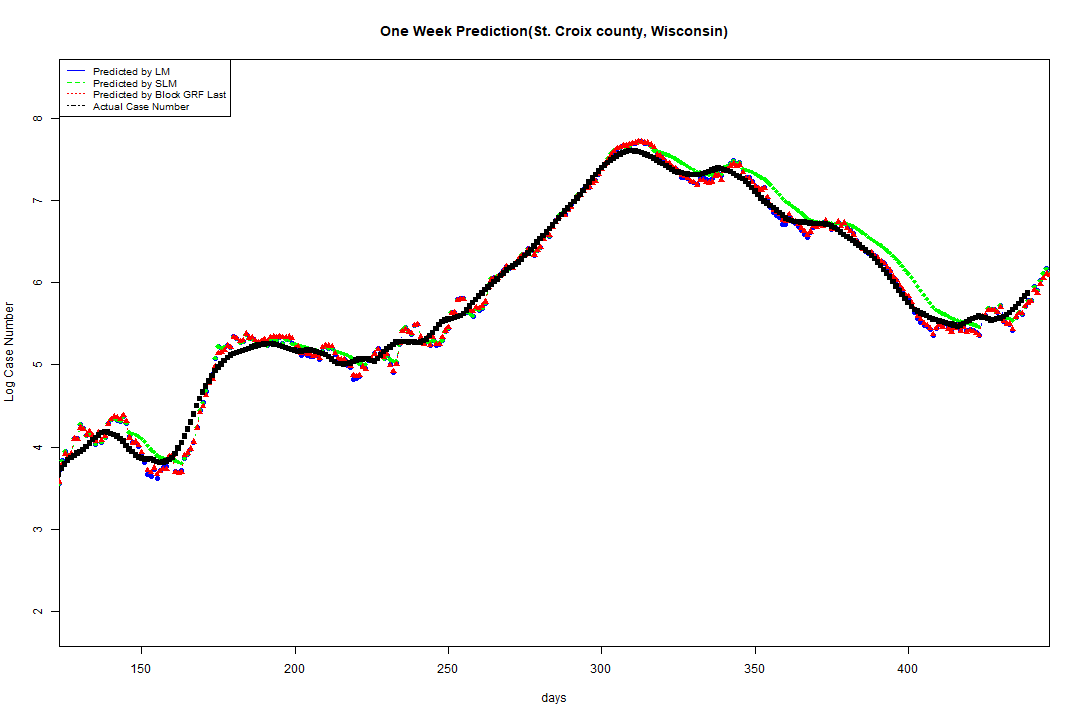 One Week Prediction(St. Croix county, Wisconsin)
Predicted by LM
Predicted by SLM
Predicted by Block GRF Last
Actual Case Number
8
7
6
5
4
3
2
Log Case Number
150 200 250 300 350 400
days